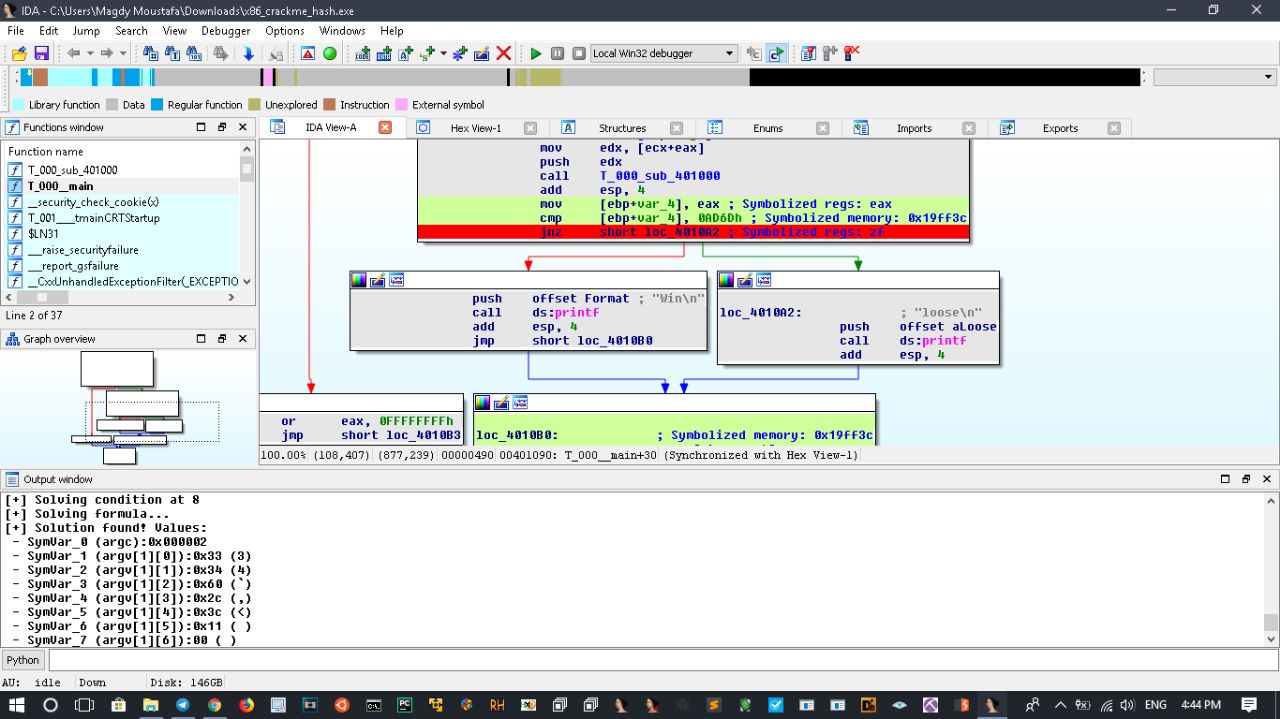 IDA - C:\Users\Magdy Moustafa\Downloads\x86_crackme_hash.exe
File Edit Jump Search View Debugger Options Windows Help
Local Win32 debugger
Library function Data Regular function Unexplored Instruction External symbol
Functions window
Function name
T_000_sub_401000
T_000__main
__security_check_cookie(x)
T_001___tmainCRTStartup
$LN31
__raise_securityfailure
__report_gsfailure
__CxxUnhandledExceptionFilter(_EXCEPTIO
Line 2 of 37
Graph overview
IDA View-A Hex View-1 Structures Enums Imports Exports
mov edx, [ecx+eax]
push edx
call T_000_sub_401000
add esp, 4
mov [ebp+var_4], eax ; Symbolized regs: eax
cmp [ebp+var_4], 0AD6Dh ; Symbolized memory: 0x19ff3c
jnz short loc_4010A2 ; Symbolized regs: zf
push offset Format ; "Win\n"
call ds:printf
add esp, 4
jmp short loc_4010B0
loc_4010A2: ; "loose\n"
push offset aLoose
call ds:printf
add esp, 4
or eax, 0FFFFFFFFh
jmp short loc_4010B3
loc_4010B0: ; Symbolized memory: 0x19ff3c
100.00% (108,407) (877,239) 00000490 00401090: T_000__main+30 (Synchronized with Hex View-1)
Output window
[+] Solving condition at 8
[+] Solving formula...
[+] Solution found! Values:
- SymVar_0 (argc):0x000002
- SymVar_1 (argv[1][0]):0x33 (3)
- SymVar_2 (argv[1][1]):0x34 (4)
- SymVar_3 (argv[1][2]):0x60 (`)
- SymVar_4 (argv[1][3]):0x2c (,)
- SymVar_5 (argv[1][4]):0x3c (<)
- SymVar_6 (argv[1][5]):0x11 ( )
- SymVar_7 (argv[1][6]):00 ( )
Python
AU: idle Down Disk: 146GB
RH
ENG 4:44 PM